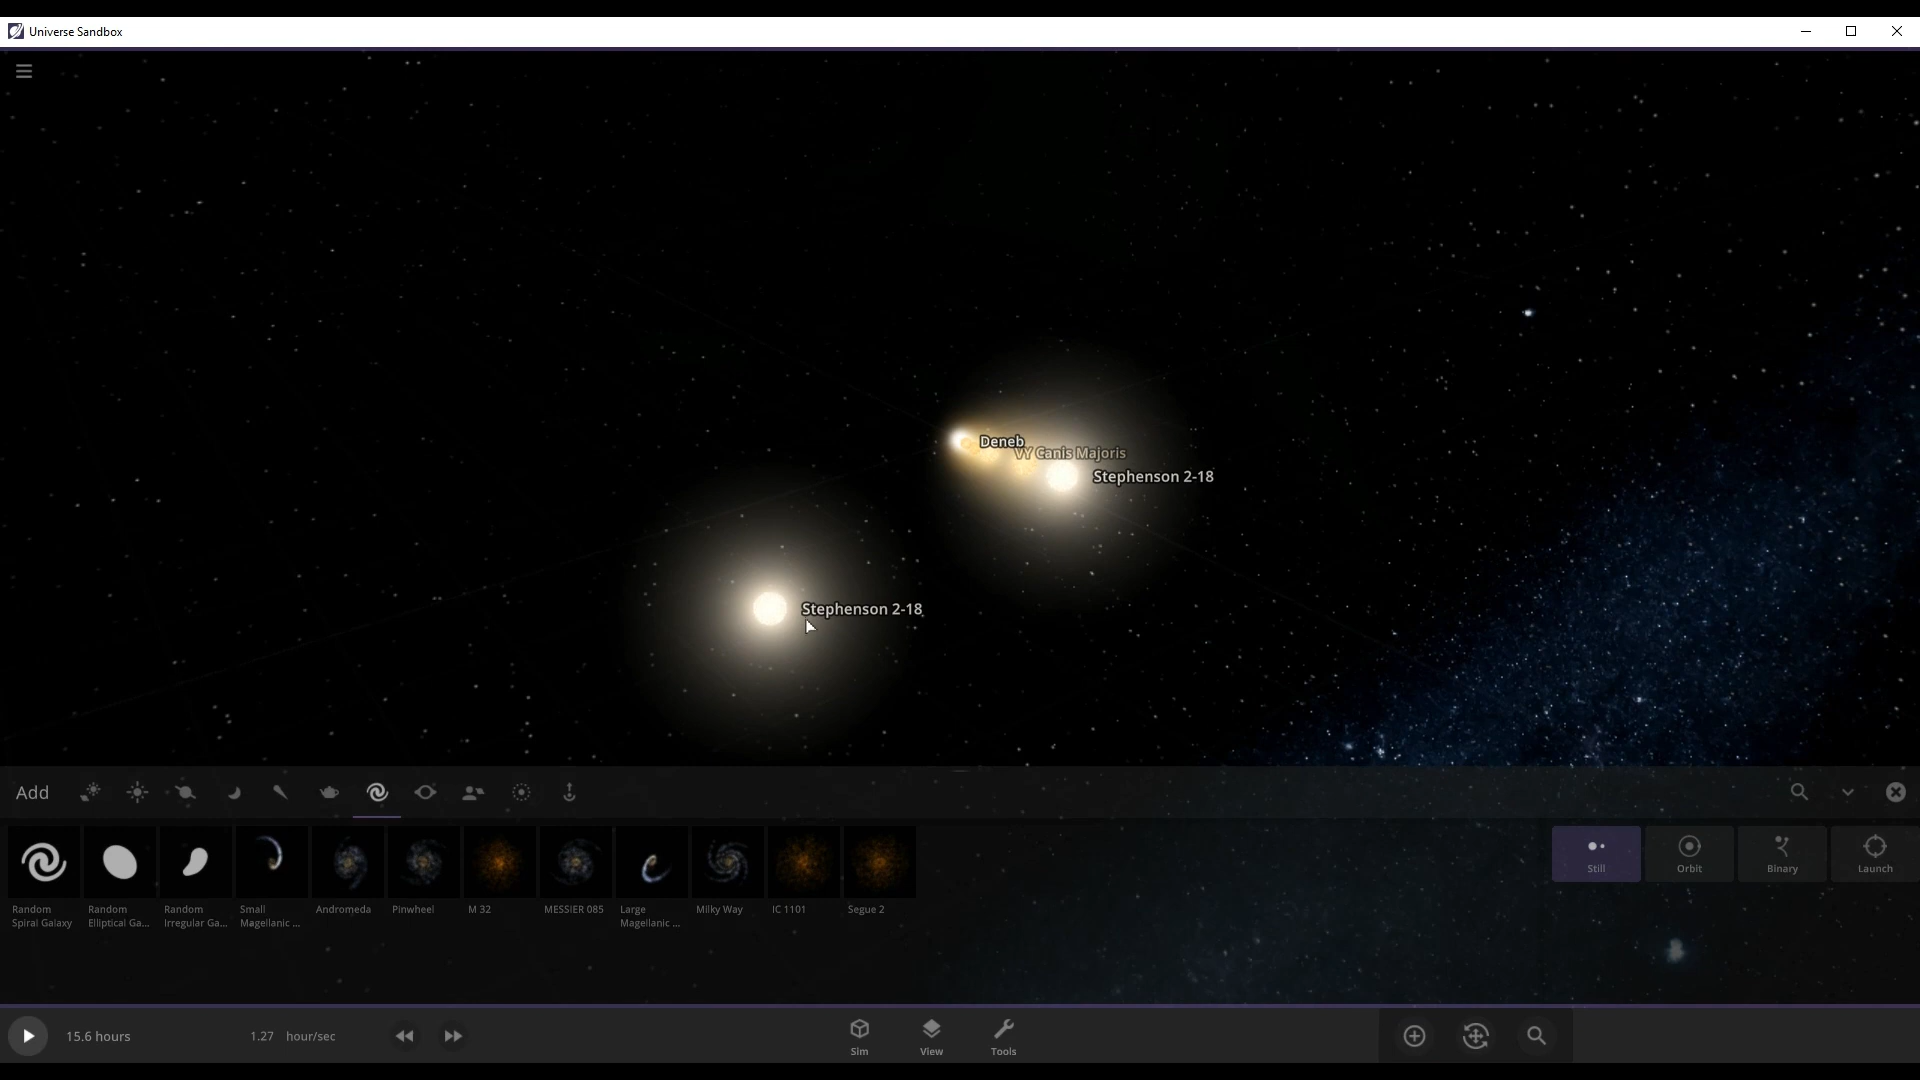 Universe Sandbox
Deneb
VY Canis Majoris
Stephenson 2-18
Stephenson 2-18
Add
Random Spiral Galaxy
Random Elliptical Ga...
Random Irregular Ga...
Small Magellanic ...
Andromeda
Pinwheel
M 32
MESSIER 085
Large Magellanic ...
Milky Way
IC 1101
Segue 2
Still
Orbit
Binary
Launch
15.6 hours
1.27 hour/sec
Sim
View
Tools